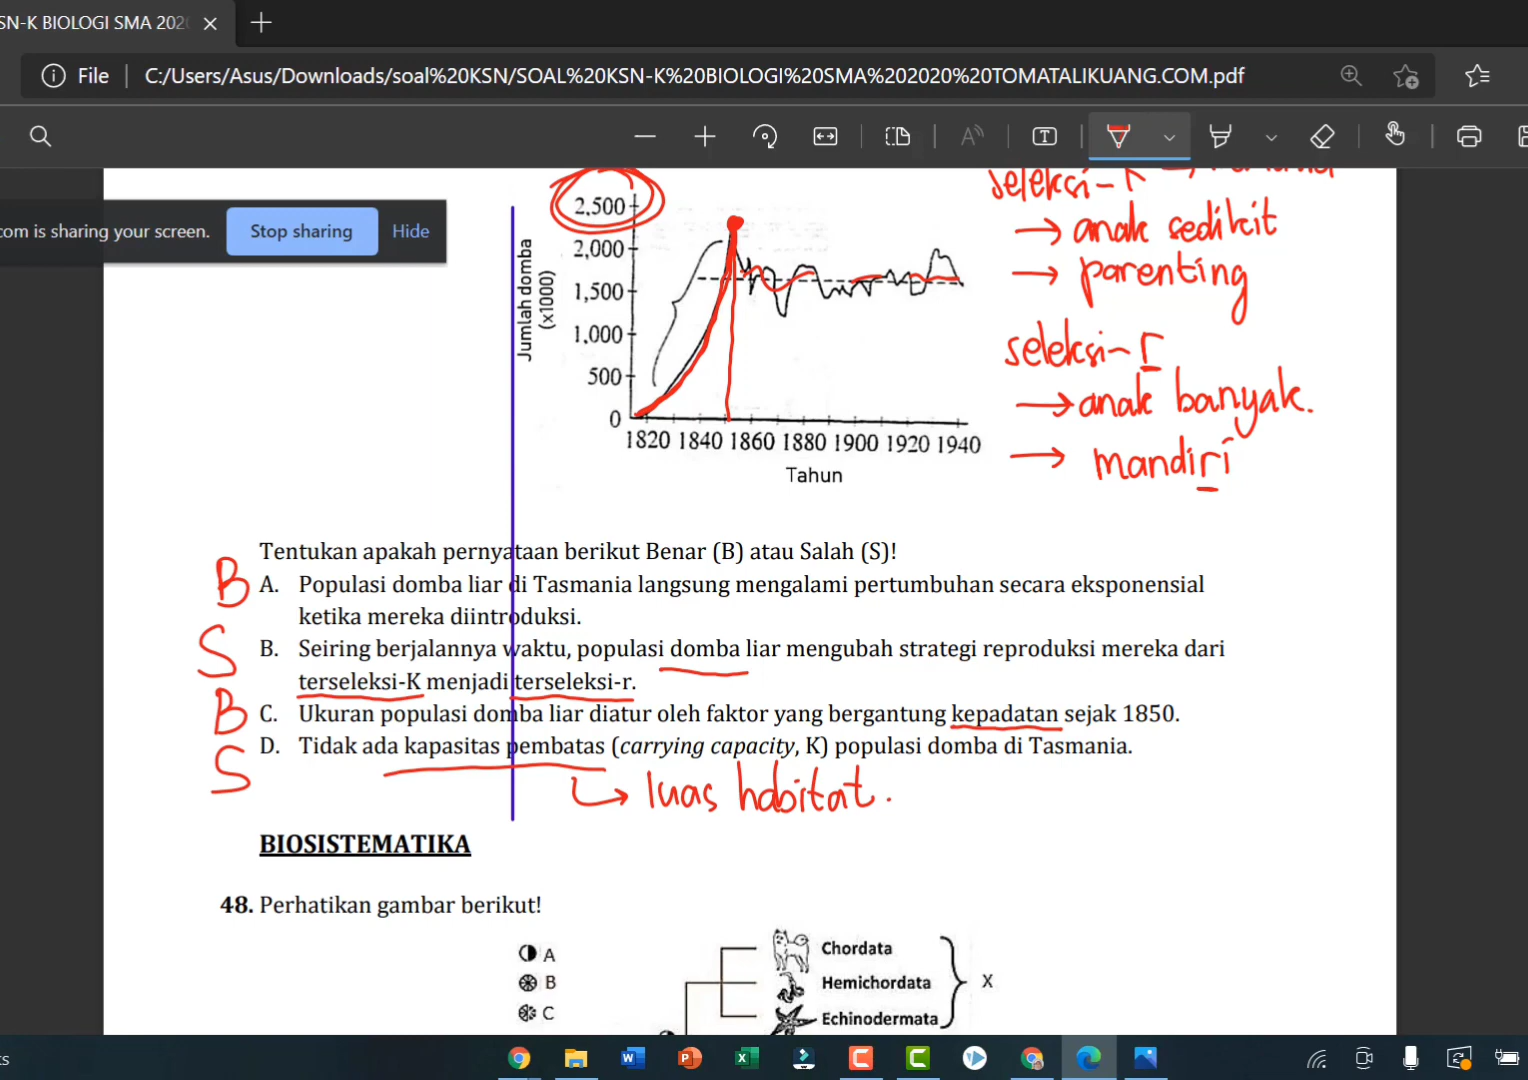 SN-K BIOLOGI SMA 202
File
C:/Users/Asus/Downloads/soal%20KSN/SOAL%20KSN-K%20BIOLOGI%20SMA%202020%20TOMATALIKUANG.COM.pdf
com is sharing your screen.
Stop sharing
Hide
Jumlah domba
(x1000)
2,500
2,000
1,500
1,000
500
0
1820 1840 1860 1880 1900 1920 1940
Tahun
seleksi-
→ anak sedikit
→ parenting
seleksi-r
→ anak banyak.
→ mandiri
Tentukan apakah pernyataan berikut Benar (B) atau Salah (S)!
B A. Populasi domba liar di Tasmania langsung mengalami pertumbuhan secara eksponensial
ketika mereka diintroduksi.
S B. Seiring berjalannya waktu, populasi domba liar mengubah strategi reproduksi mereka dari
terseleksi-K menjadi terseleksi-r.
B C. Ukuran populasi domba liar diatur oleh faktor yang bergantung kepadatan sejak 1850.
S D. Tidak ada kapasitas pembatas (carrying capacity, K) populasi domba di Tasmania.
luas habitat.
BIOSISTEMATIKA
48. Perhatikan gambar berikut!
A
B
C
Chordata
Hemichordata
Echinodermata
X